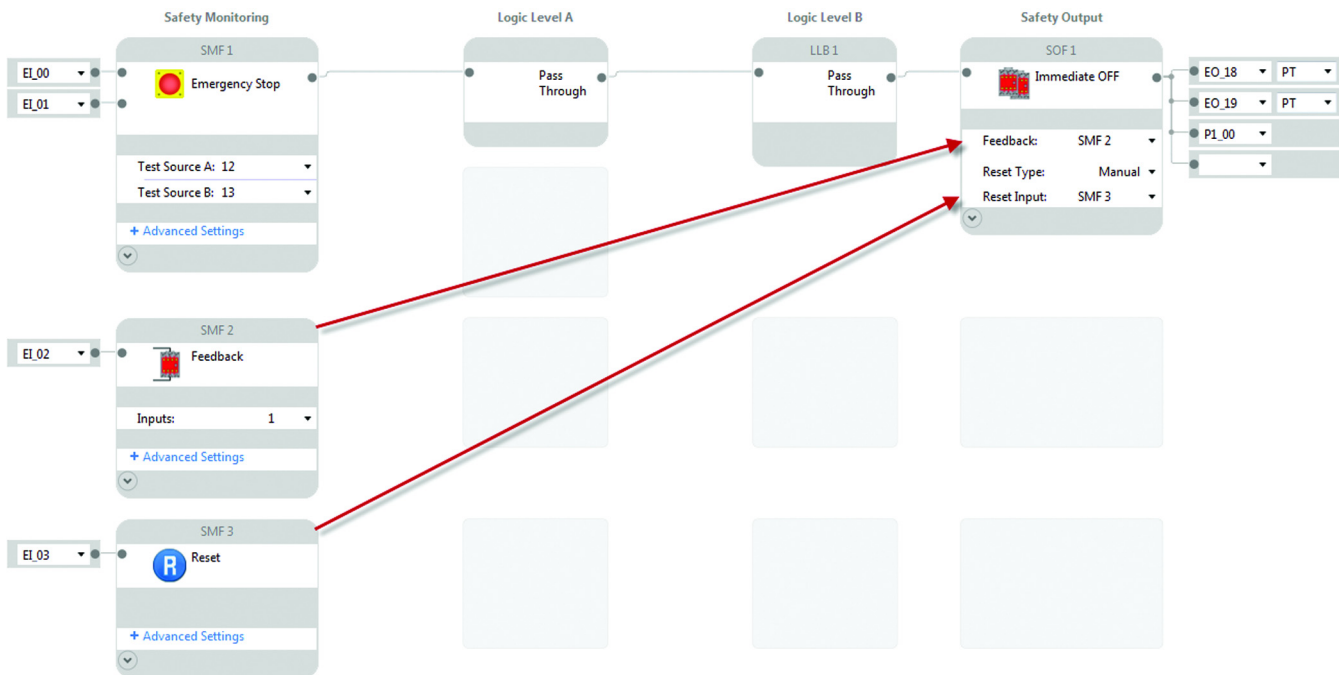 Safety Monitoring
Logic Level A
Logic Level B
Safety Output
SMF 1
EI_00
EI_01
Emergency Stop
Test Source A: 12
Test Source B: 13
+ Advanced Settings
Pass
Through
LLB 1
Pass
Through
SOF 1
Immediate OFF
Feedback: SMF 2
Reset Type: Manual
Reset Input: SMF 3
EO_18 PT
EO_19 PT
P1_00
SMF 2
EI_02
Feedback
Inputs: 1
+ Advanced Settings
SMF 3
EI_03
R
Reset
+ Advanced Settings